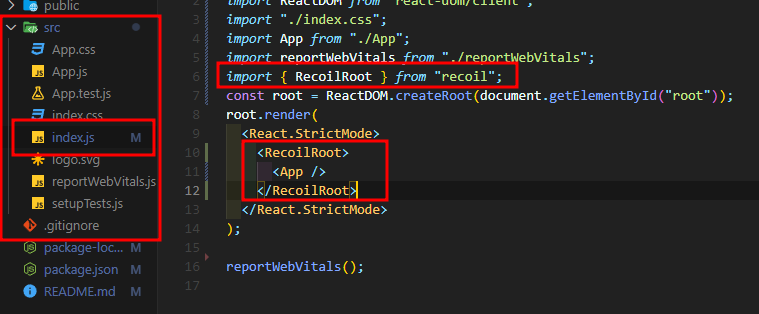 public
src
App.css
App.js
App.test.js
index.css
index.js M
logo.svg
reportWebVitals.js
setupTests.js
.gitignore
package-loc... M
package.json M
README.md M
2 import ReactDOM from "react-dom/client";
3 import "./index.css";
4 import App from "./App";
5 import reportWebVitals from "./reportWebVitals";
6 import { RecoilRoot } from "recoil";
7 const root = ReactDOM.createRoot(document.getElementById("root"));
8 root.render(
9 <React.StrictMode>
10 <RecoilRoot>
11 <App />
12 </RecoilRoot>
13 </React.StrictMode>
14 );
15
16 reportWebVitals();
17